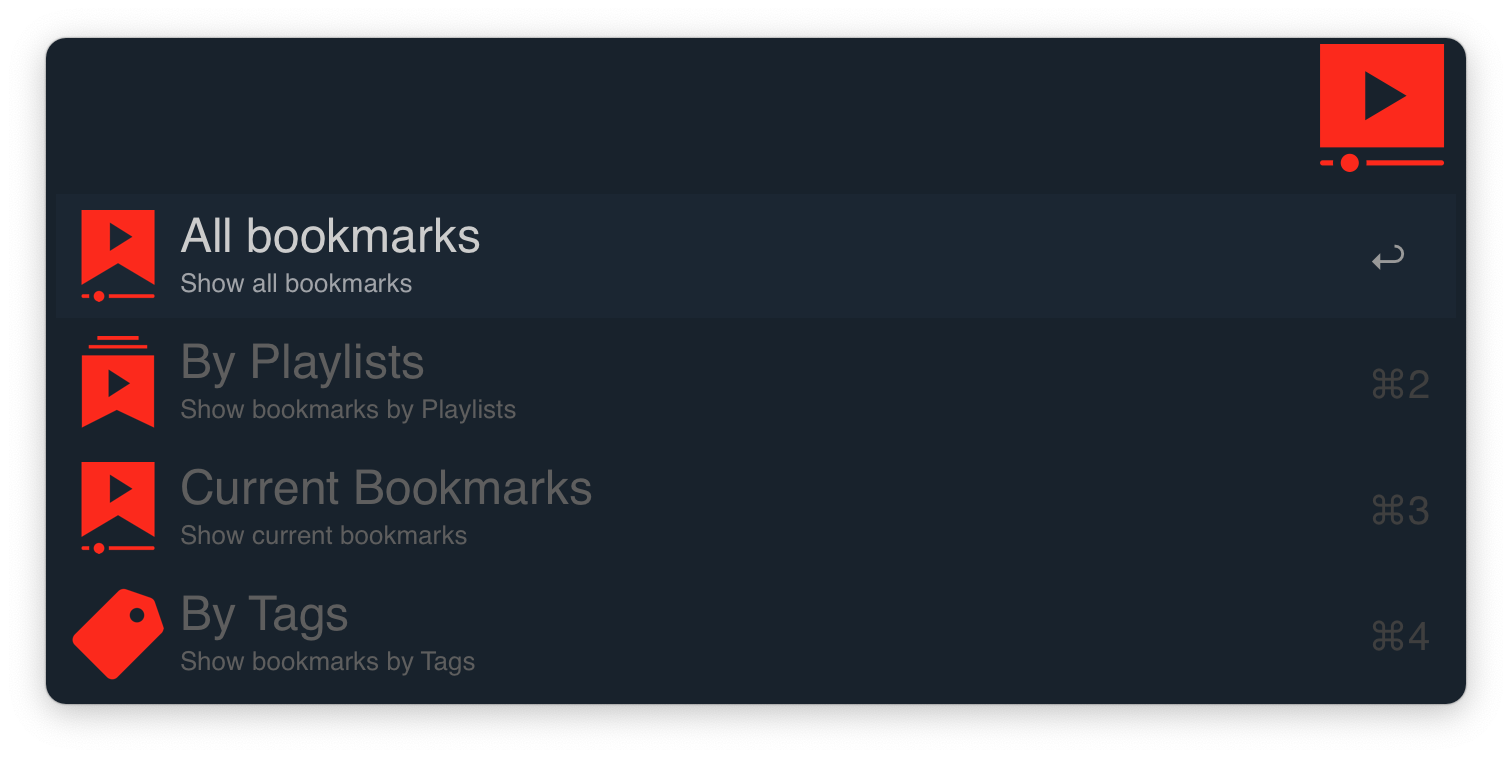 All bookmarks
Show all bookmarks
By Playlists
Show bookmarks by Playlists
⌘2
Current Bookmarks
Show current bookmarks
⌘3
By Tags
Show bookmarks by Tags
⌘4